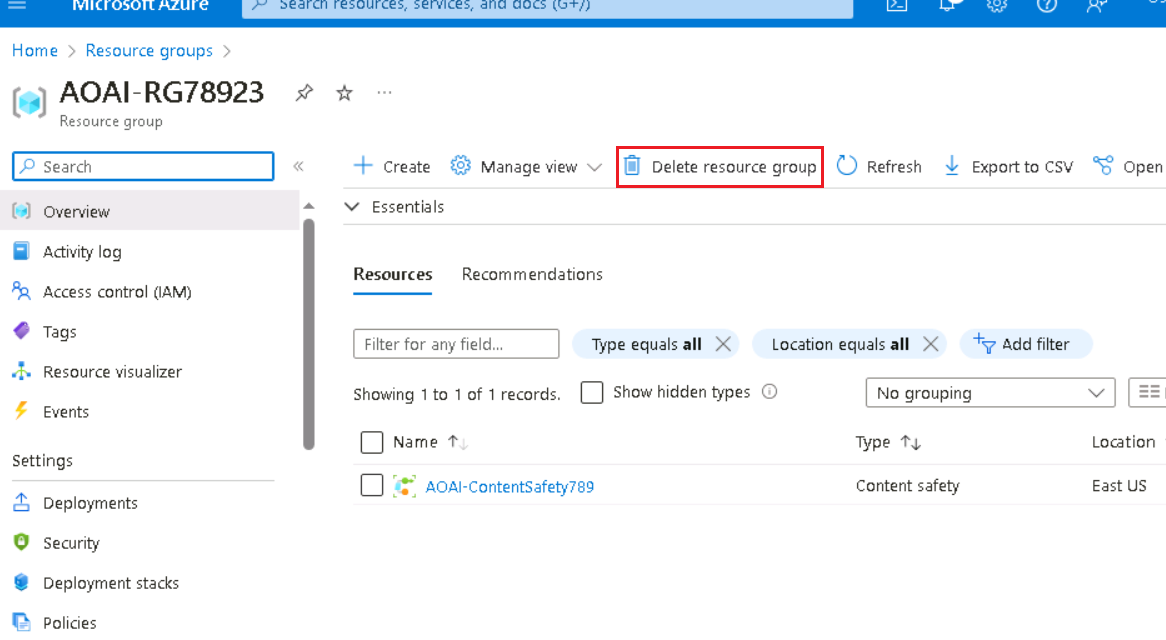 Microsoft Azure
Search resources, services, and docs (G+/)
Home > Resource groups >
AOAI-RG78923
Resource group
Search
Create
Manage view
Delete resource group
Refresh
Export to CSV
Open
Overview
Activity log
Access control (IAM)
Tags
Resource visualizer
Events
Settings
Deployments
Security
Deployment stacks
Policies
Essentials
Resources
Recommendations
Filter for any field...
Type equals all
Location equals all
Add filter
Showing 1 to 1 of 1 records.
Show hidden types
No grouping
Name
Type
Location
AOAI-ContentSafety789
Content safety
East US